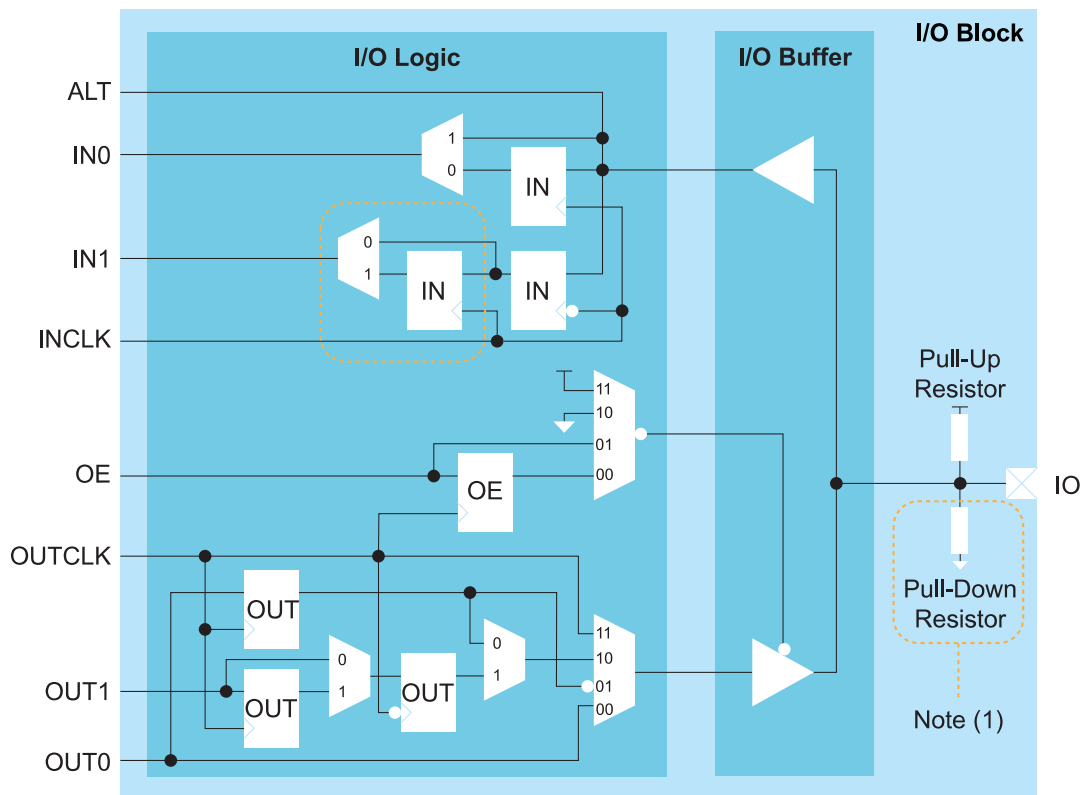 I/O Block
I/O Logic
I/O Buffer
ALT
IN0
1
0
IN
IN1
0
1
IN
IN
INCLK
Pull-Up
Resistor
11
10
01
00
OE
OE
IO
OUTCLK
Pull-Down
Resistor
OUT
0
1
0
1
11
10
01
00
OUT1
OUT
OUT
Note (1)
OUT0